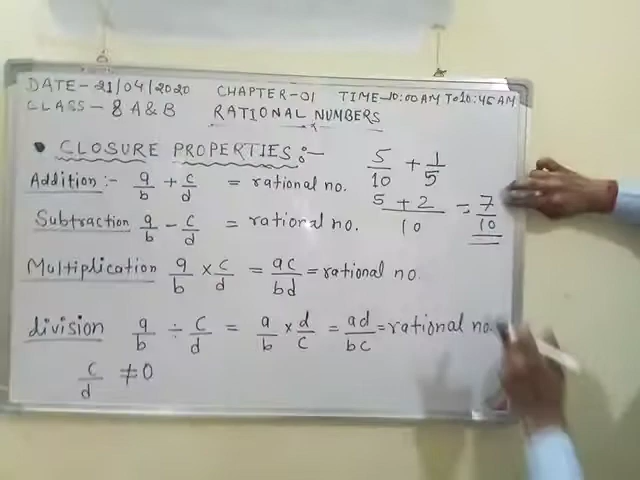 DATE - 21/04/2020 CHAPTER-01 TIME-10:00AM TO 10:45AM
CLASS - 8 A&B RATIONAL NUMBERS
• CLOSURE PROPERTIES:-
5/10 + 1/5
Addition:- a/b + c/d = rational no.
5+2/10 = 7/10
Subtraction a/b - c/d = rational no.
Multiplication a/b × c/d = ac/bd = rational no.
division a/b ÷ c/d = a/b × d/c = ad/bc = rational no.
c/d ≠ 0